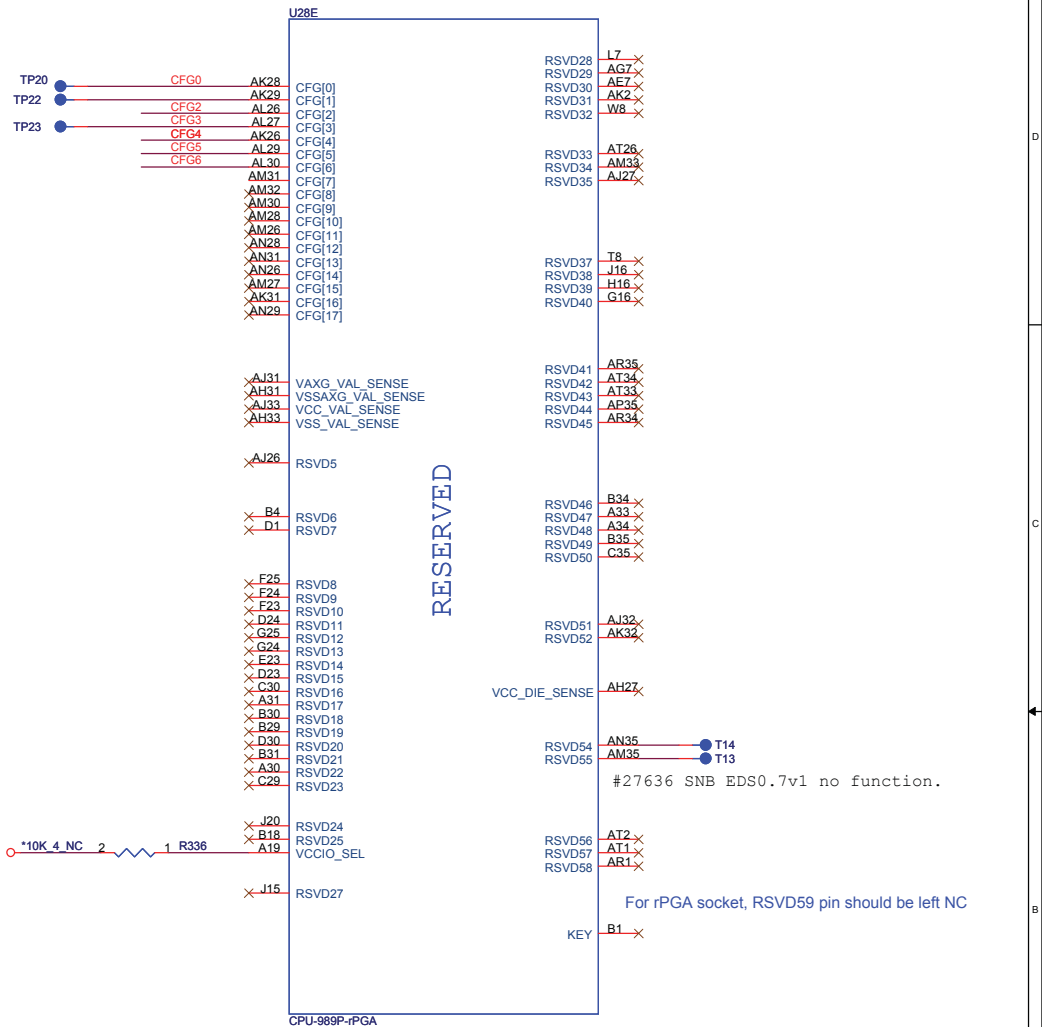 U28E
TP20 CFG0 AK28 CFG[0]
TP22 AK29 CFG[1]
CFG2 AL26 CFG[2]
TP23 CFG3 AL27 CFG[3]
CFG4 AK26 CFG[4]
CFG5 AL29 CFG[5]
CFG6 AL30 CFG[6]
AM31 CFG[7]
AM32 CFG[8]
AM30 CFG[9]
AM28 CFG[10]
AM26 CFG[11]
AN28 CFG[12]
AN31 CFG[13]
AN26 CFG[14]
AM27 CFG[15]
AK31 CFG[16]
AN29 CFG[17]
AJ31 VAXG_VAL_SENSE
AH31 VSSAXG_VAL_SENSE
AJ33 VCC_VAL_SENSE
AH33 VSS_VAL_SENSE
AJ26 RSVD5
B4 RSVD6
D1 RSVD7
F25 RSVD8
F24 RSVD9
F23 RSVD10
D24 RSVD11
G25 RSVD12
G24 RSVD13
E23 RSVD14
D23 RSVD15
C30 RSVD16
A31 RSVD17
B30 RSVD18
B29 RSVD19
D30 RSVD20
B31 RSVD21
A30 RSVD22
C29 RSVD23
J20 RSVD24
B18 RSVD25
*10K_4_NC 2 1 R336 A19 VCCIO_SEL
J15 RSVD27
RESERVED
RSVD28 L7
RSVD29 AG7
RSVD30 AE7
RSVD31 AK2
RSVD32 W8
RSVD33 AT26
RSVD34 AM33
RSVD35 AJ27
RSVD37 T8
RSVD38 J16
RSVD39 H16
RSVD40 G16
RSVD41 AR35
RSVD42 AT34
RSVD43 AT33
RSVD44 AP35
RSVD45 AR34
RSVD46 B34
RSVD47 A33
RSVD48 A34
RSVD49 B35
RSVD50 C35
RSVD51 AJ32
RSVD52 AK32
VCC_DIE_SENSE AH27
RSVD54 AN35 T14
RSVD55 AM35 T13
#27636 SNB EDS0.7v1 no function.
RSVD56 AT2
RSVD57 AT1
RSVD58 AR1
For rPGA socket, RSVD59 pin should be left NC
KEY B1
CPU-989P-rPGA
D
C
B